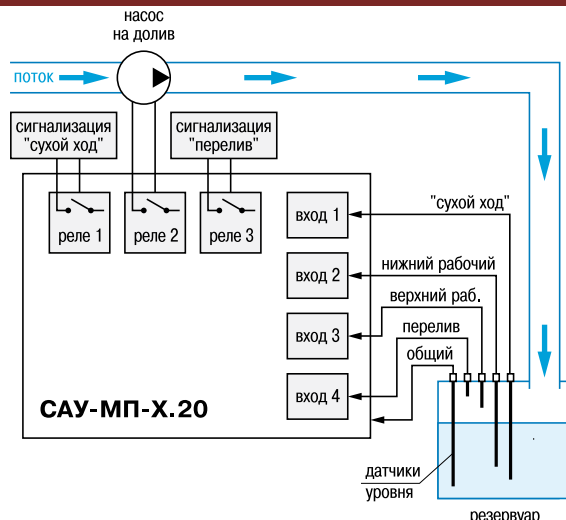 насос
на долив
поток
сигнализация
"сухой ход"
сигнализация
"перелив"
реле 1
реле 2
реле 3
вход 1
"сухой ход"
вход 2
нижний рабочий
вход 3
верхний раб.
перелив
общий
вход 4
САУ-МП-Х.20
датчики
уровня
резервуар